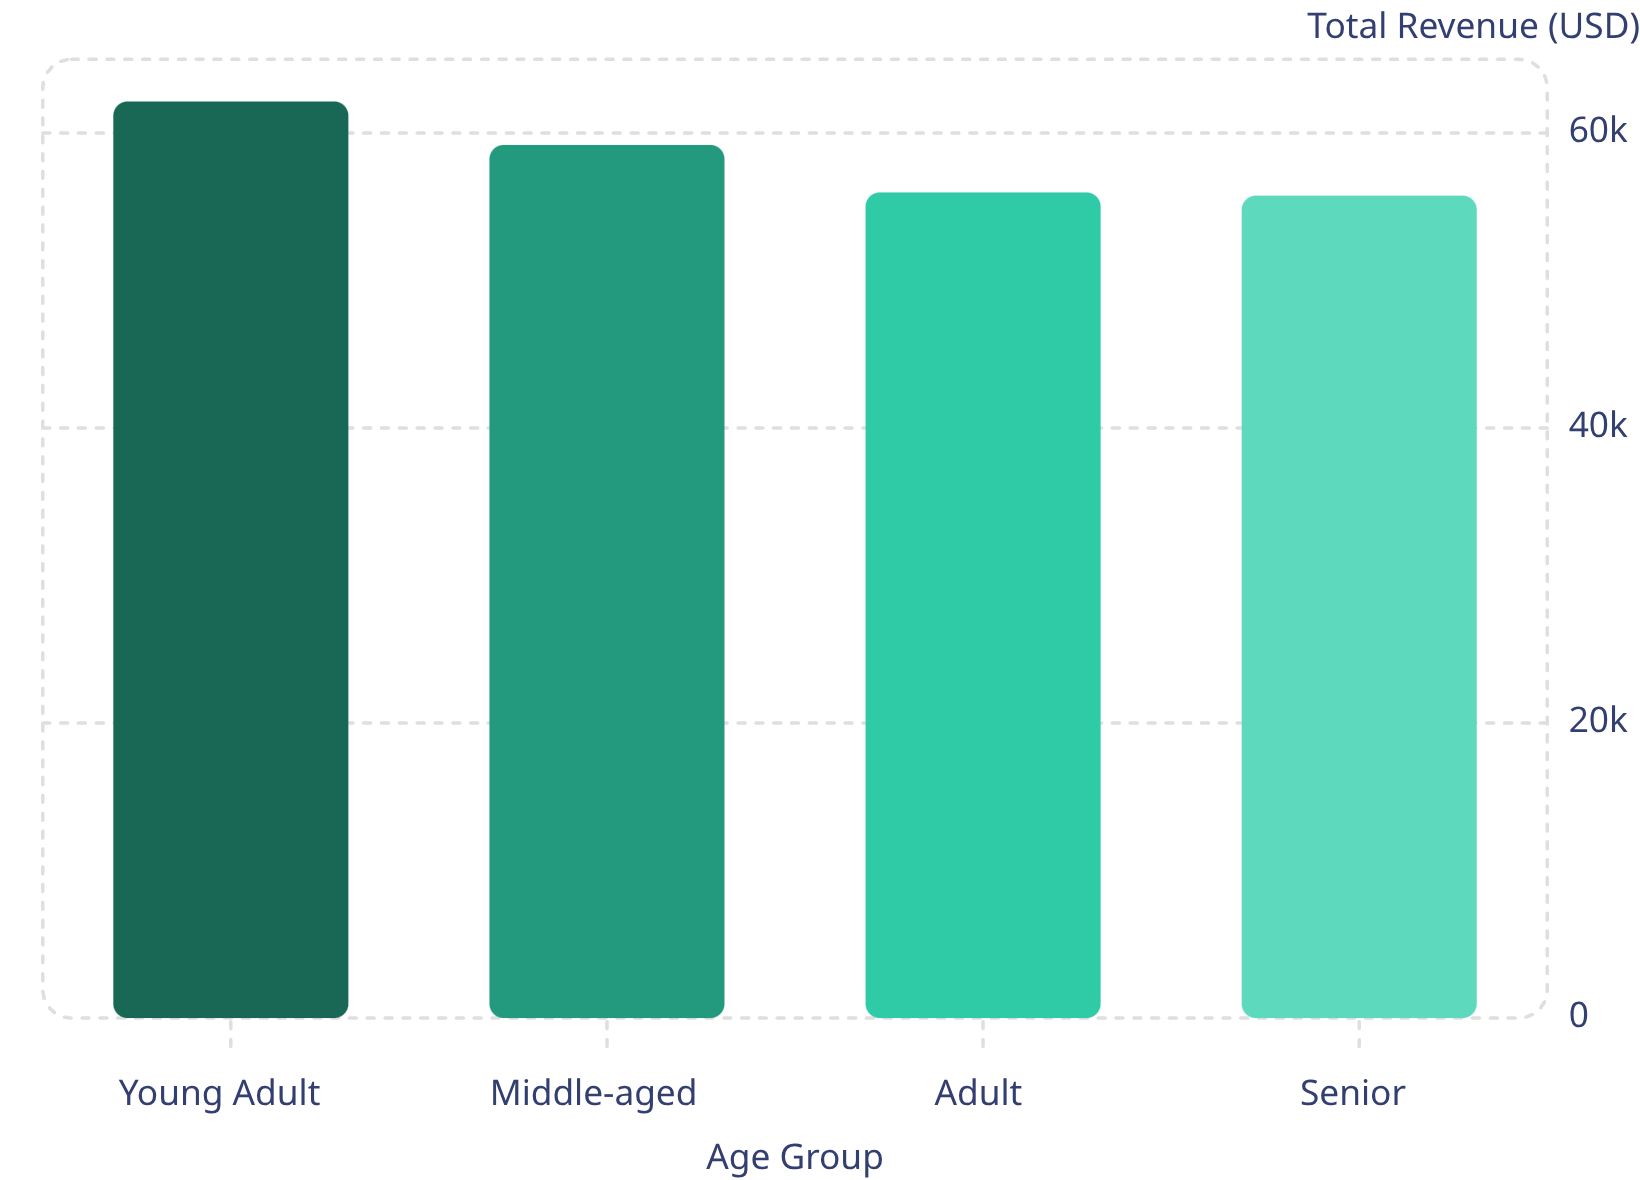 Total Revenue (USD)
60k
40k
20k
0
Young Adult
Middle-aged
Adult
Senior
Age Group